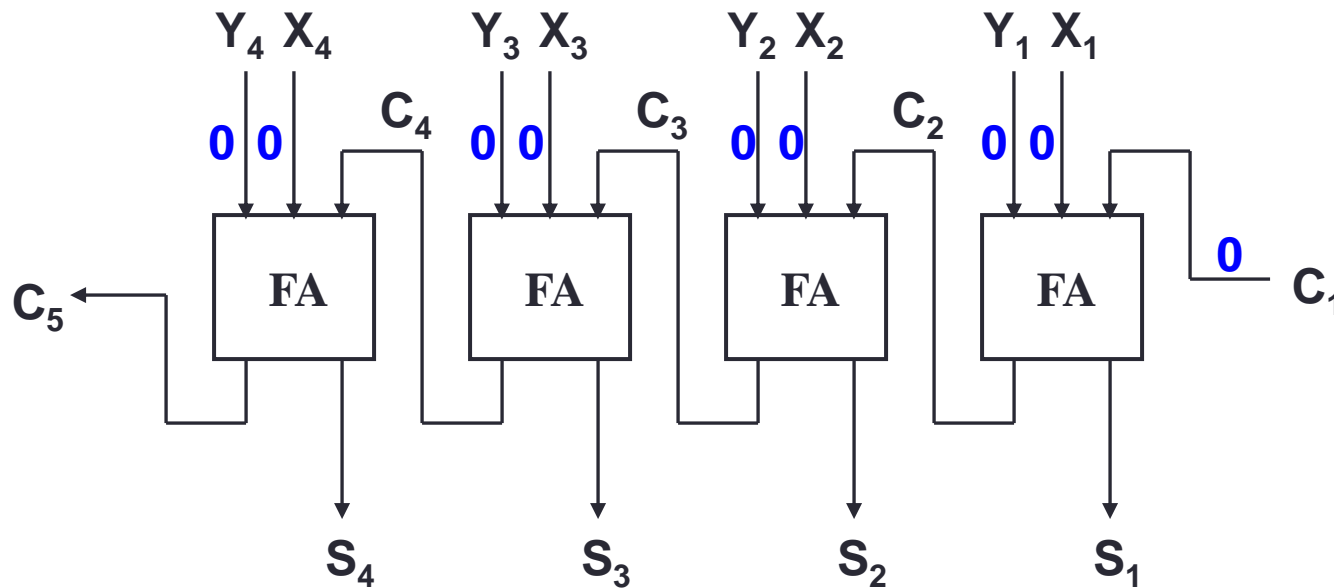 Y₄ X₄ Y₃ X₃ Y₂ X₂ Y₁ X₁
C₄ C₃ C₂
0 0 0 0 0 0 0 0
FA FA FA FA
0
C₅ C₁
S₄ S₃ S₂ S₁